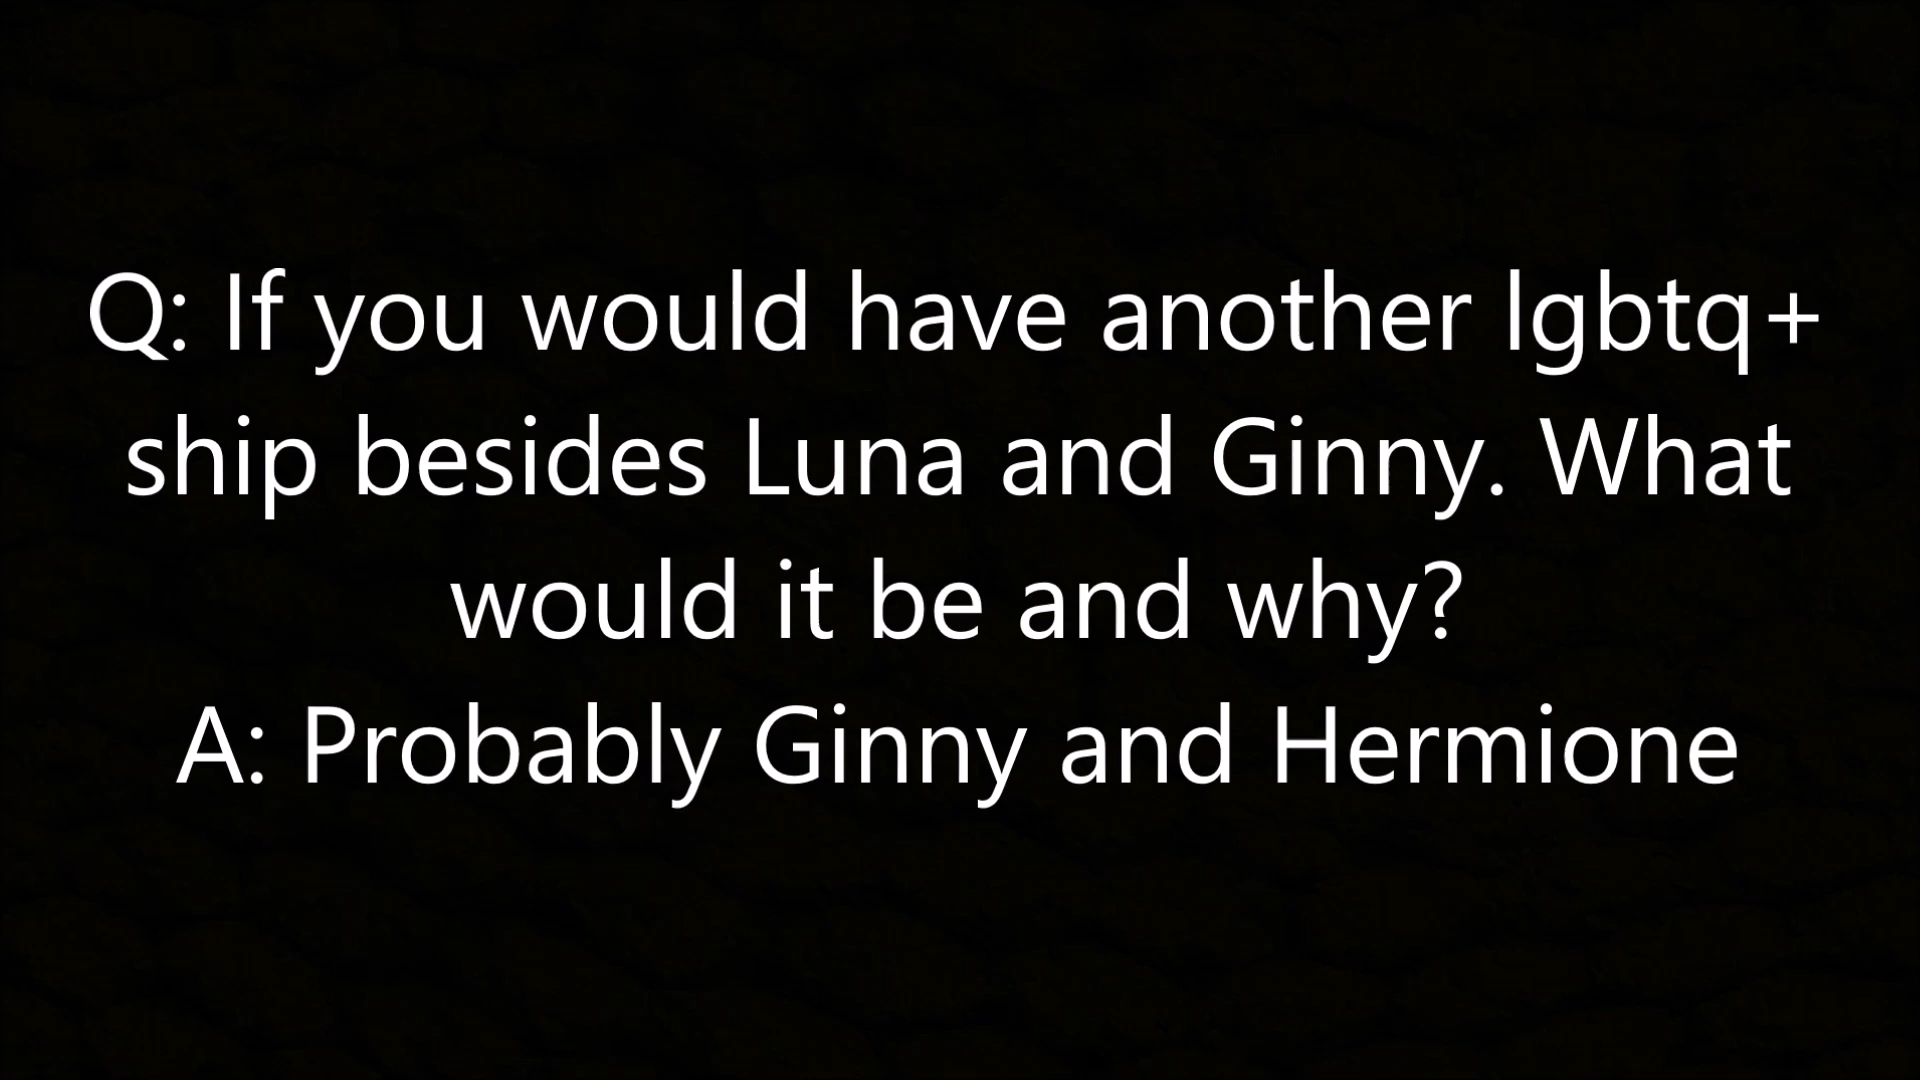 Q: If you would have another lgbtq+
ship besides Luna and Ginny. What
would it be and why?
A: Probably Ginny and Hermione